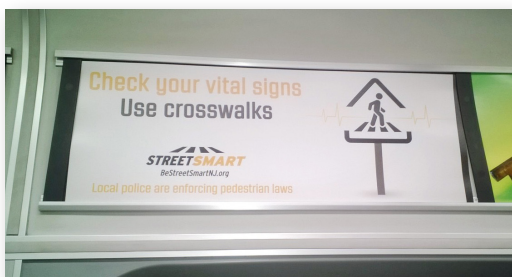 Check your vital signs
Use crosswalks
STREETSMART
BeStreetSmartNJ.org
Local police are enforcing pedestrian laws